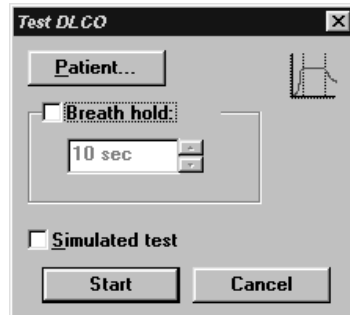 Test DLCO
Patient...
Breath hold:
10 sec
Simulated test
Start
Cancel